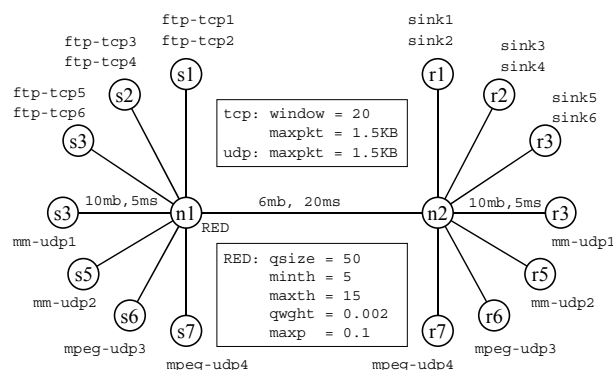 ftp-tcp1
ftp-tcp2
s1
ftp-tcp3
ftp-tcp4
s2
ftp-tcp5
ftp-tcp6
s3
sink1
sink2
r1
sink3
sink4
r2
sink5
sink6
r3
tcp: window = 20
maxpkt = 1.5KB
udp: maxpkt = 1.5KB
s3
10mb,5ms
n1
6mb, 20ms
n2
10mb,5ms
r3
RED
mm-udp1
mm-udp1
s5
mm-udp2
s6
mpeg-udp3
s7
mpeg-udp4
RED: qsize = 50
minth = 5
maxth = 15
qwght = 0.002
maxp = 0.1
r5
mm-udp2
r6
mpeg-udp3
r7
mpeg-udp4